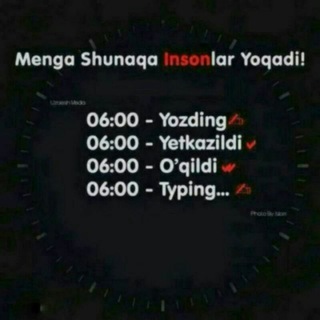 Menga Shunaqa Insonlar Yoqadi!
06:00 - Yozding✍
06:00 - Yetkazildi ✓
06:00 - O'qildi ✓✓
06:00 - Typing... ✍